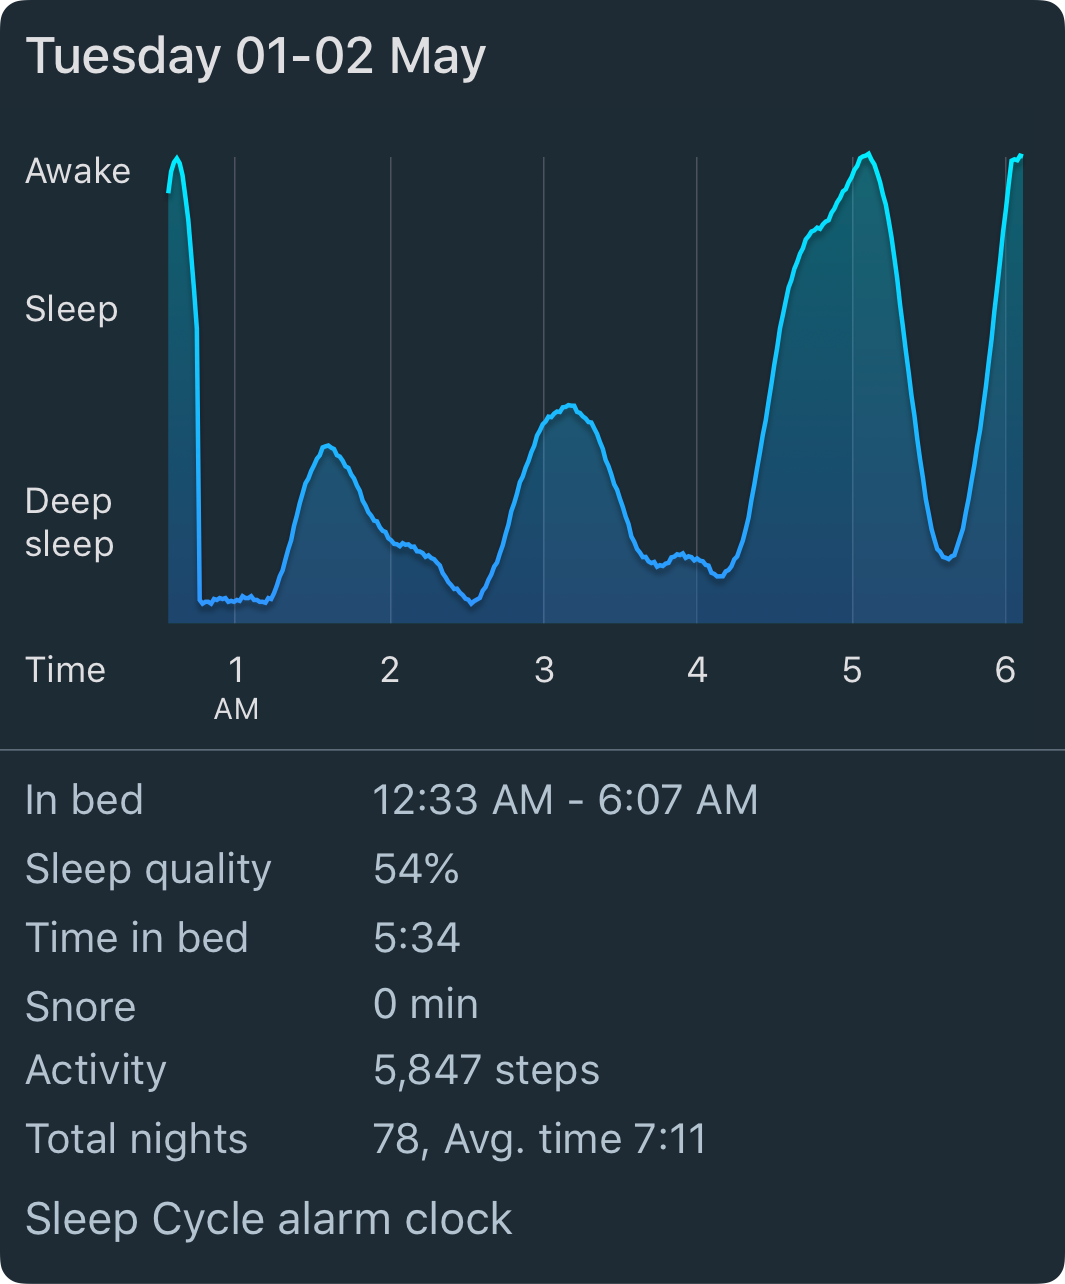 Tuesday 01-02 May
Awake
Sleep
Deep
sleep
Time 1 2 3 4 5 6
AM
In bed 12:33 AM - 6:07 AM
Sleep quality 54%
Time in bed 5:34
Snore 0 min
Activity 5,847 steps
Total nights 78, Avg. time 7:11
Sleep Cycle alarm clock